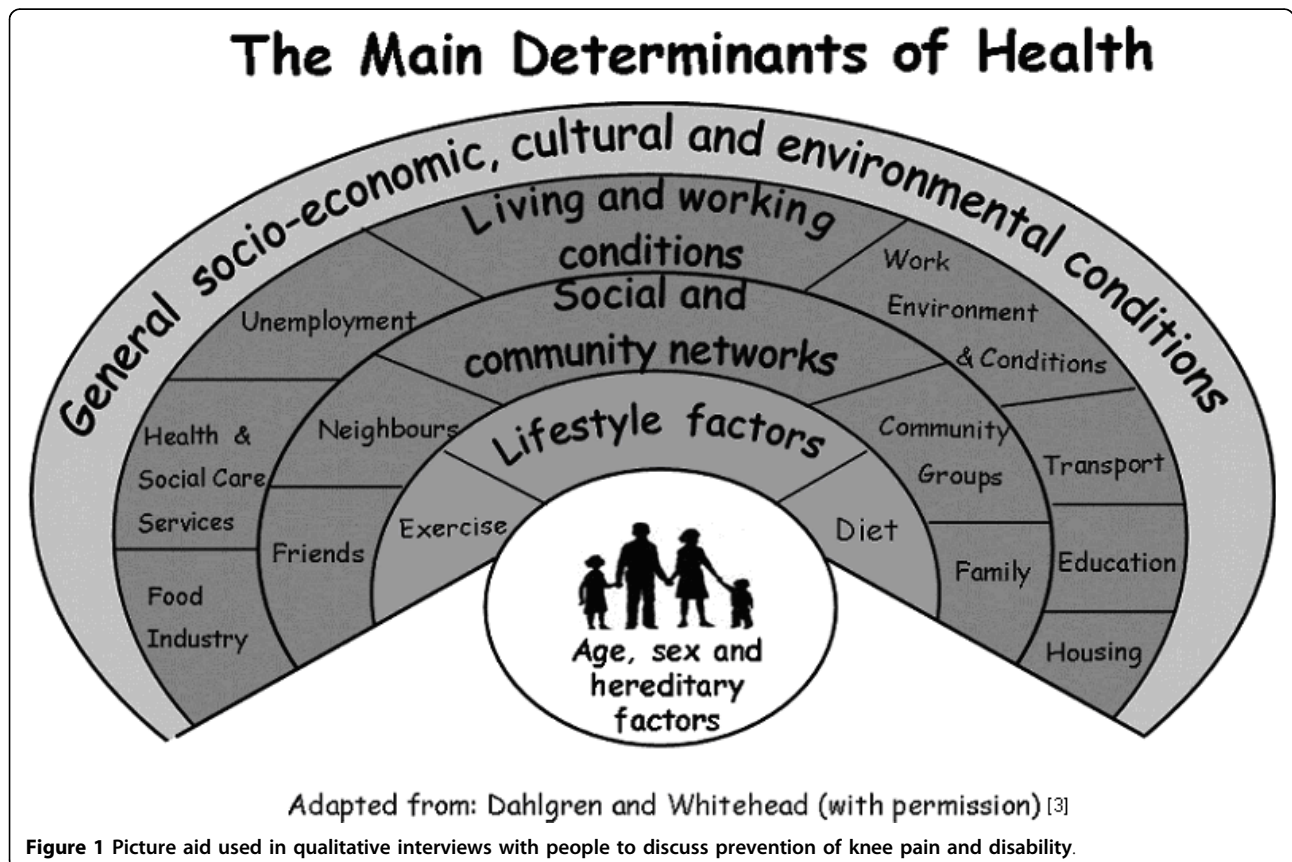 The Main Determinants of Health
General socio-economic, cultural and environmental conditions
Living and working
conditions
Unemployment
Health &
Social Care
Services
Food
Industry
Work
Environment
& Conditions
Transport
Education
Housing
Social and
community networks
Neighbours
Friends
Community
Groups
Family
Lifestyle factors
Exercise
Diet
Age, sex and
hereditary
factors
Adapted from: Dahlgren and Whitehead (with permission) [3]
Figure 1 Picture aid used in qualitative interviews with people to discuss prevention of knee pain and disability.